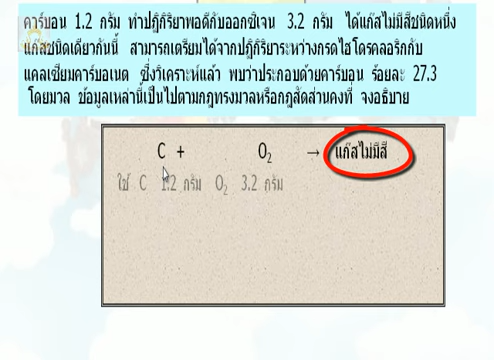 คาร์บอน 1.2 กรัม ทำปฏิกิริยาพอดีกับออกซิเจน 3.2 กรัม ได้แก๊สไม่มีสีชนิดหนึ่ง
แก๊สชนิดเดียวกันนี้ สามารถเตรียมได้จากปฏิกิริยาระหว่างกรดไฮโดรคลอริกกับ
แคลเซียมคาร์บอเนต ซึ่งวิเคราะห์แล้ว พบว่าประกอบด้วยคาร์บอน ร้อยละ 27.3
โดยมวล ข้อมูลเหล่านี้เป็นไปตามกฎทรงมวลหรือกฎสัดส่วนคงที่ จงอธิบาย
C + O₂ → แก๊สไม่มีสี
ใช้ C 1.2 กรัม O₂ 3.2 กรัม